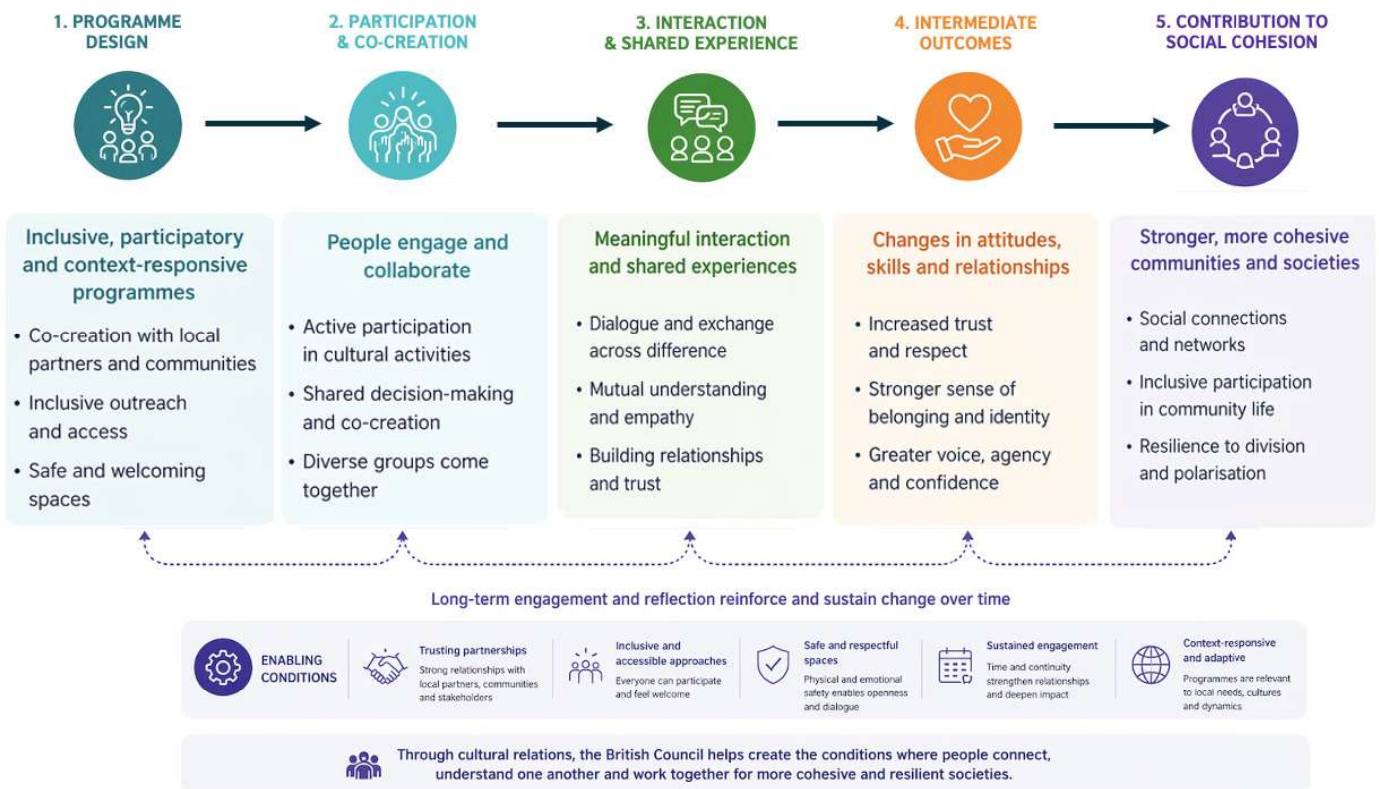 1. PROGRAMME
DESIGN
2. PARTICIPATION
& CO-CREATION
3. INTERACTION
& SHARED EXPERIENCE
4. INTERMEDIATE
OUTCOMES
5. CONTRIBUTION TO
SOCIAL COHESION
Inclusive, participatory
and context-responsive
programmes
• Co-creation with local
partners and communities
• Inclusive outreach
and access
• Safe and welcoming
spaces
People engage and
collaborate
• Active participation
in cultural activities
• Shared decision-making
and co-creation
• Diverse groups come
together
Meaningful interaction
and shared experiences
• Dialogue and exchange
across difference
• Mutual understanding
and empathy
• Building relationships
and trust
Changes in attitudes,
skills and relationships
• Increased trust
and respect
• Stronger sense of
belonging and identity
• Greater voice, agency
and confidence
Stronger, more cohesive
communities and societies
• Social connections
and networks
• Inclusive participation
in community life
• Resilience to division
and polarisation
Long-term engagement and reflection reinforce and sustain change over time
ENABLING
CONDITIONS
Trusting partnerships
Strong relationships with
local partners, communities
and stakeholders
Inclusive and
accessible approaches
Everyone can participate
and feel welcome
Safe and respectful
spaces
Physical and emotional
safety enables openness
and dialogue
Sustained engagement
Time and continuity
strengthen relationships
and deepen impact
Context-responsive
and adaptive
Programmes are relevant
to local needs, cultures
and dynamics
Through cultural relations, the British Council helps create the conditions where people connect,
understand one another and work together for more cohesive and resilient societies.